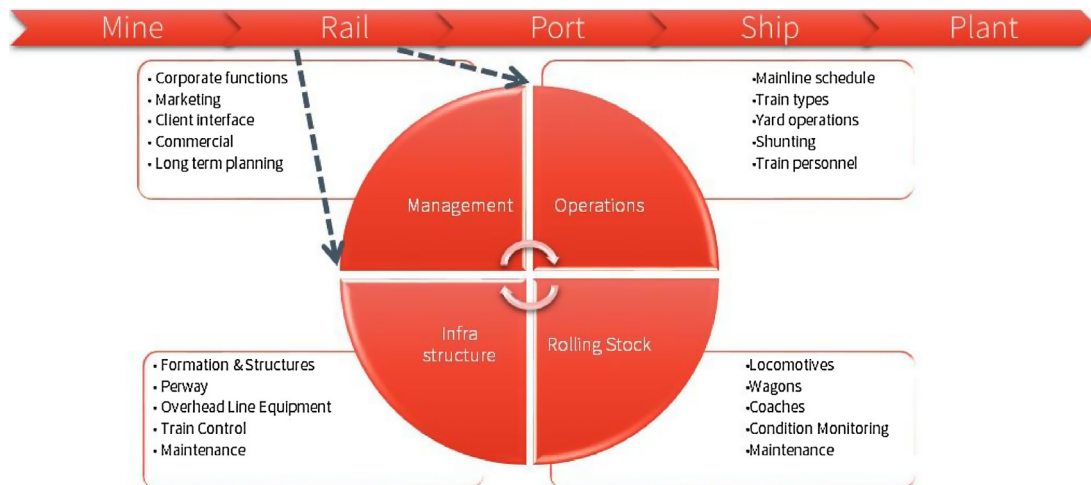 Mine
Rail
Port
Ship
Plant
• Corporate functions
• Marketing
• Client interface
• Commercial
• Long term planning
•Mainline schedule
•Train types
•Yard operations
•Shunting
•Train personnel
Management
Operations
Infra
structure
Rolling Stock
• Formation & Structures
• Perway
• Overhead Line Equipment
• Train Control
• Maintenance
•Locomotives
•Wagons
•Coaches
•Condition Monitoring
•Maintenance